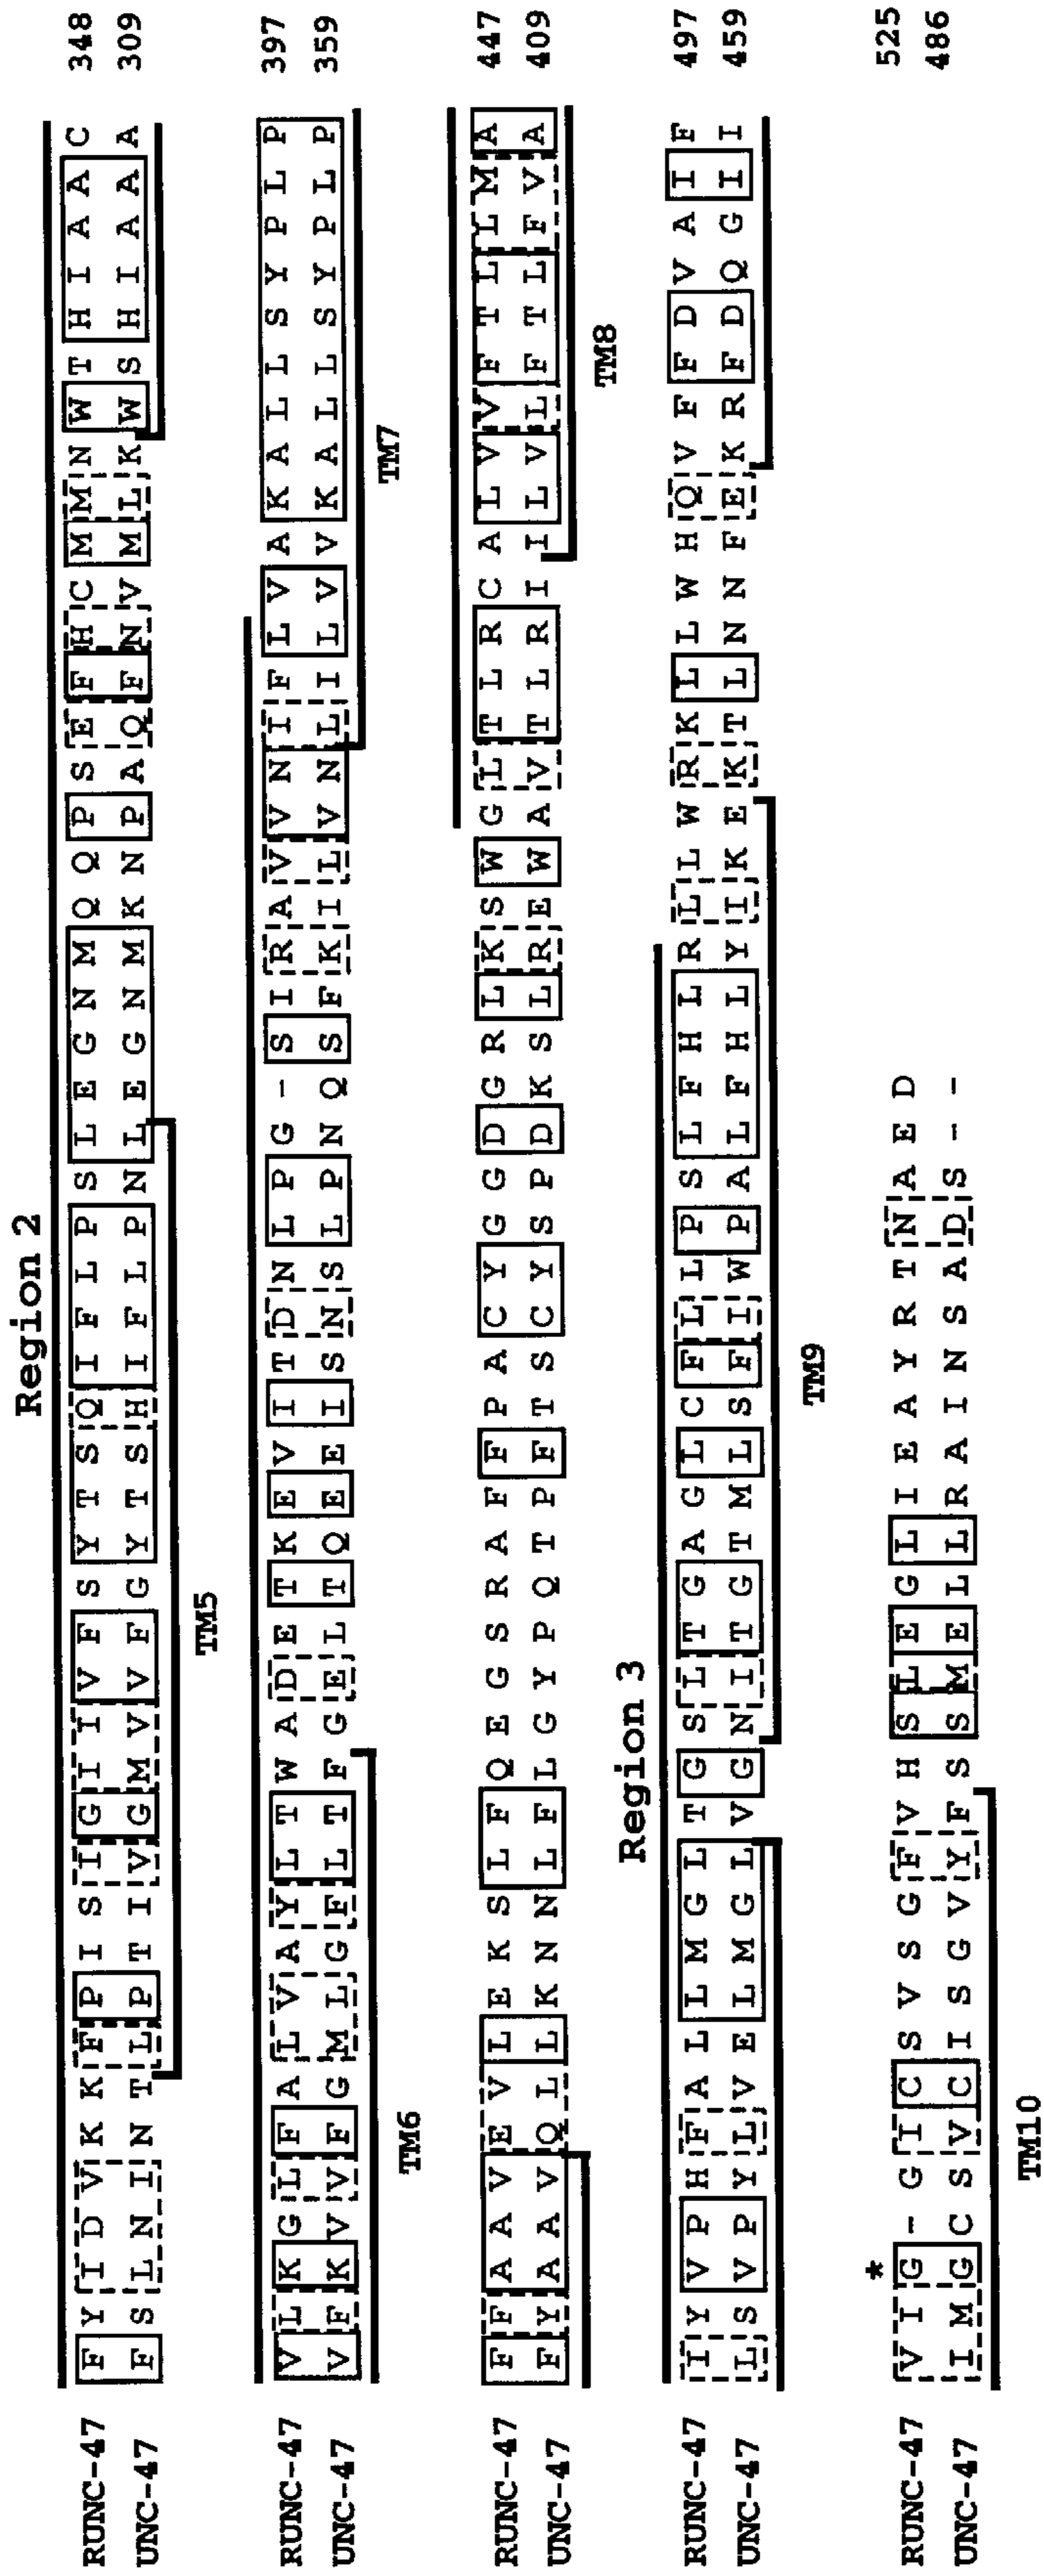 Region 2
RUNC-47 F Y I D V K K F P I S I G I I V F S Y T S Q I F L P S L E G N M Q Q P S E F H C M M N W T H I A A C 348
UNC-47 F S L N I N T L P T I V G M V V F G Y T S H I F L P N L E G N M K N P A Q F N V M L K W S H I A A A 309
TM5
RUNC-47 V L K G L F A L V A Y L T W A D E T K E V I T D N L P G - S I R A V V N I F L V A K A L L S Y P L P 397
UNC-47 V F K V V F G M L G F L T F G E L T Q E E I S N S L P N Q S F K I L V N L I L V V K A L L S Y P L P 359
TM6 TM7
RUNC-47 F F A A V E V L E K S L F Q E G S R A F F P A C Y G G D G R L K S W G L T L R C A L V V F T L L M A 447
UNC-47 F Y A A V Q L L K N N L F L G Y P Q T P F T S C Y S P D K S L R E W A V T L R I I L V L F T L F V A 409
TM8
Region 3
RUNC-47 I Y V P H F A L L M G L T G S L T G A G L C F L L P S L F H L R L L W R K L L W H Q V F F D V A I F 497
UNC-47 L S V P Y L V E L M G L V G N I T G T M L S F I W P A L F H L Y I K E K T L N N F E K R F D Q G I I 459
TM9
*
RUNC-47 V I G - G I C S V S G F V H S L E G L I E A Y R T N A E D 525
UNC-47 I M G C S V C I S G V Y F S S M E L L R A I N S A D S - - 486
TM10